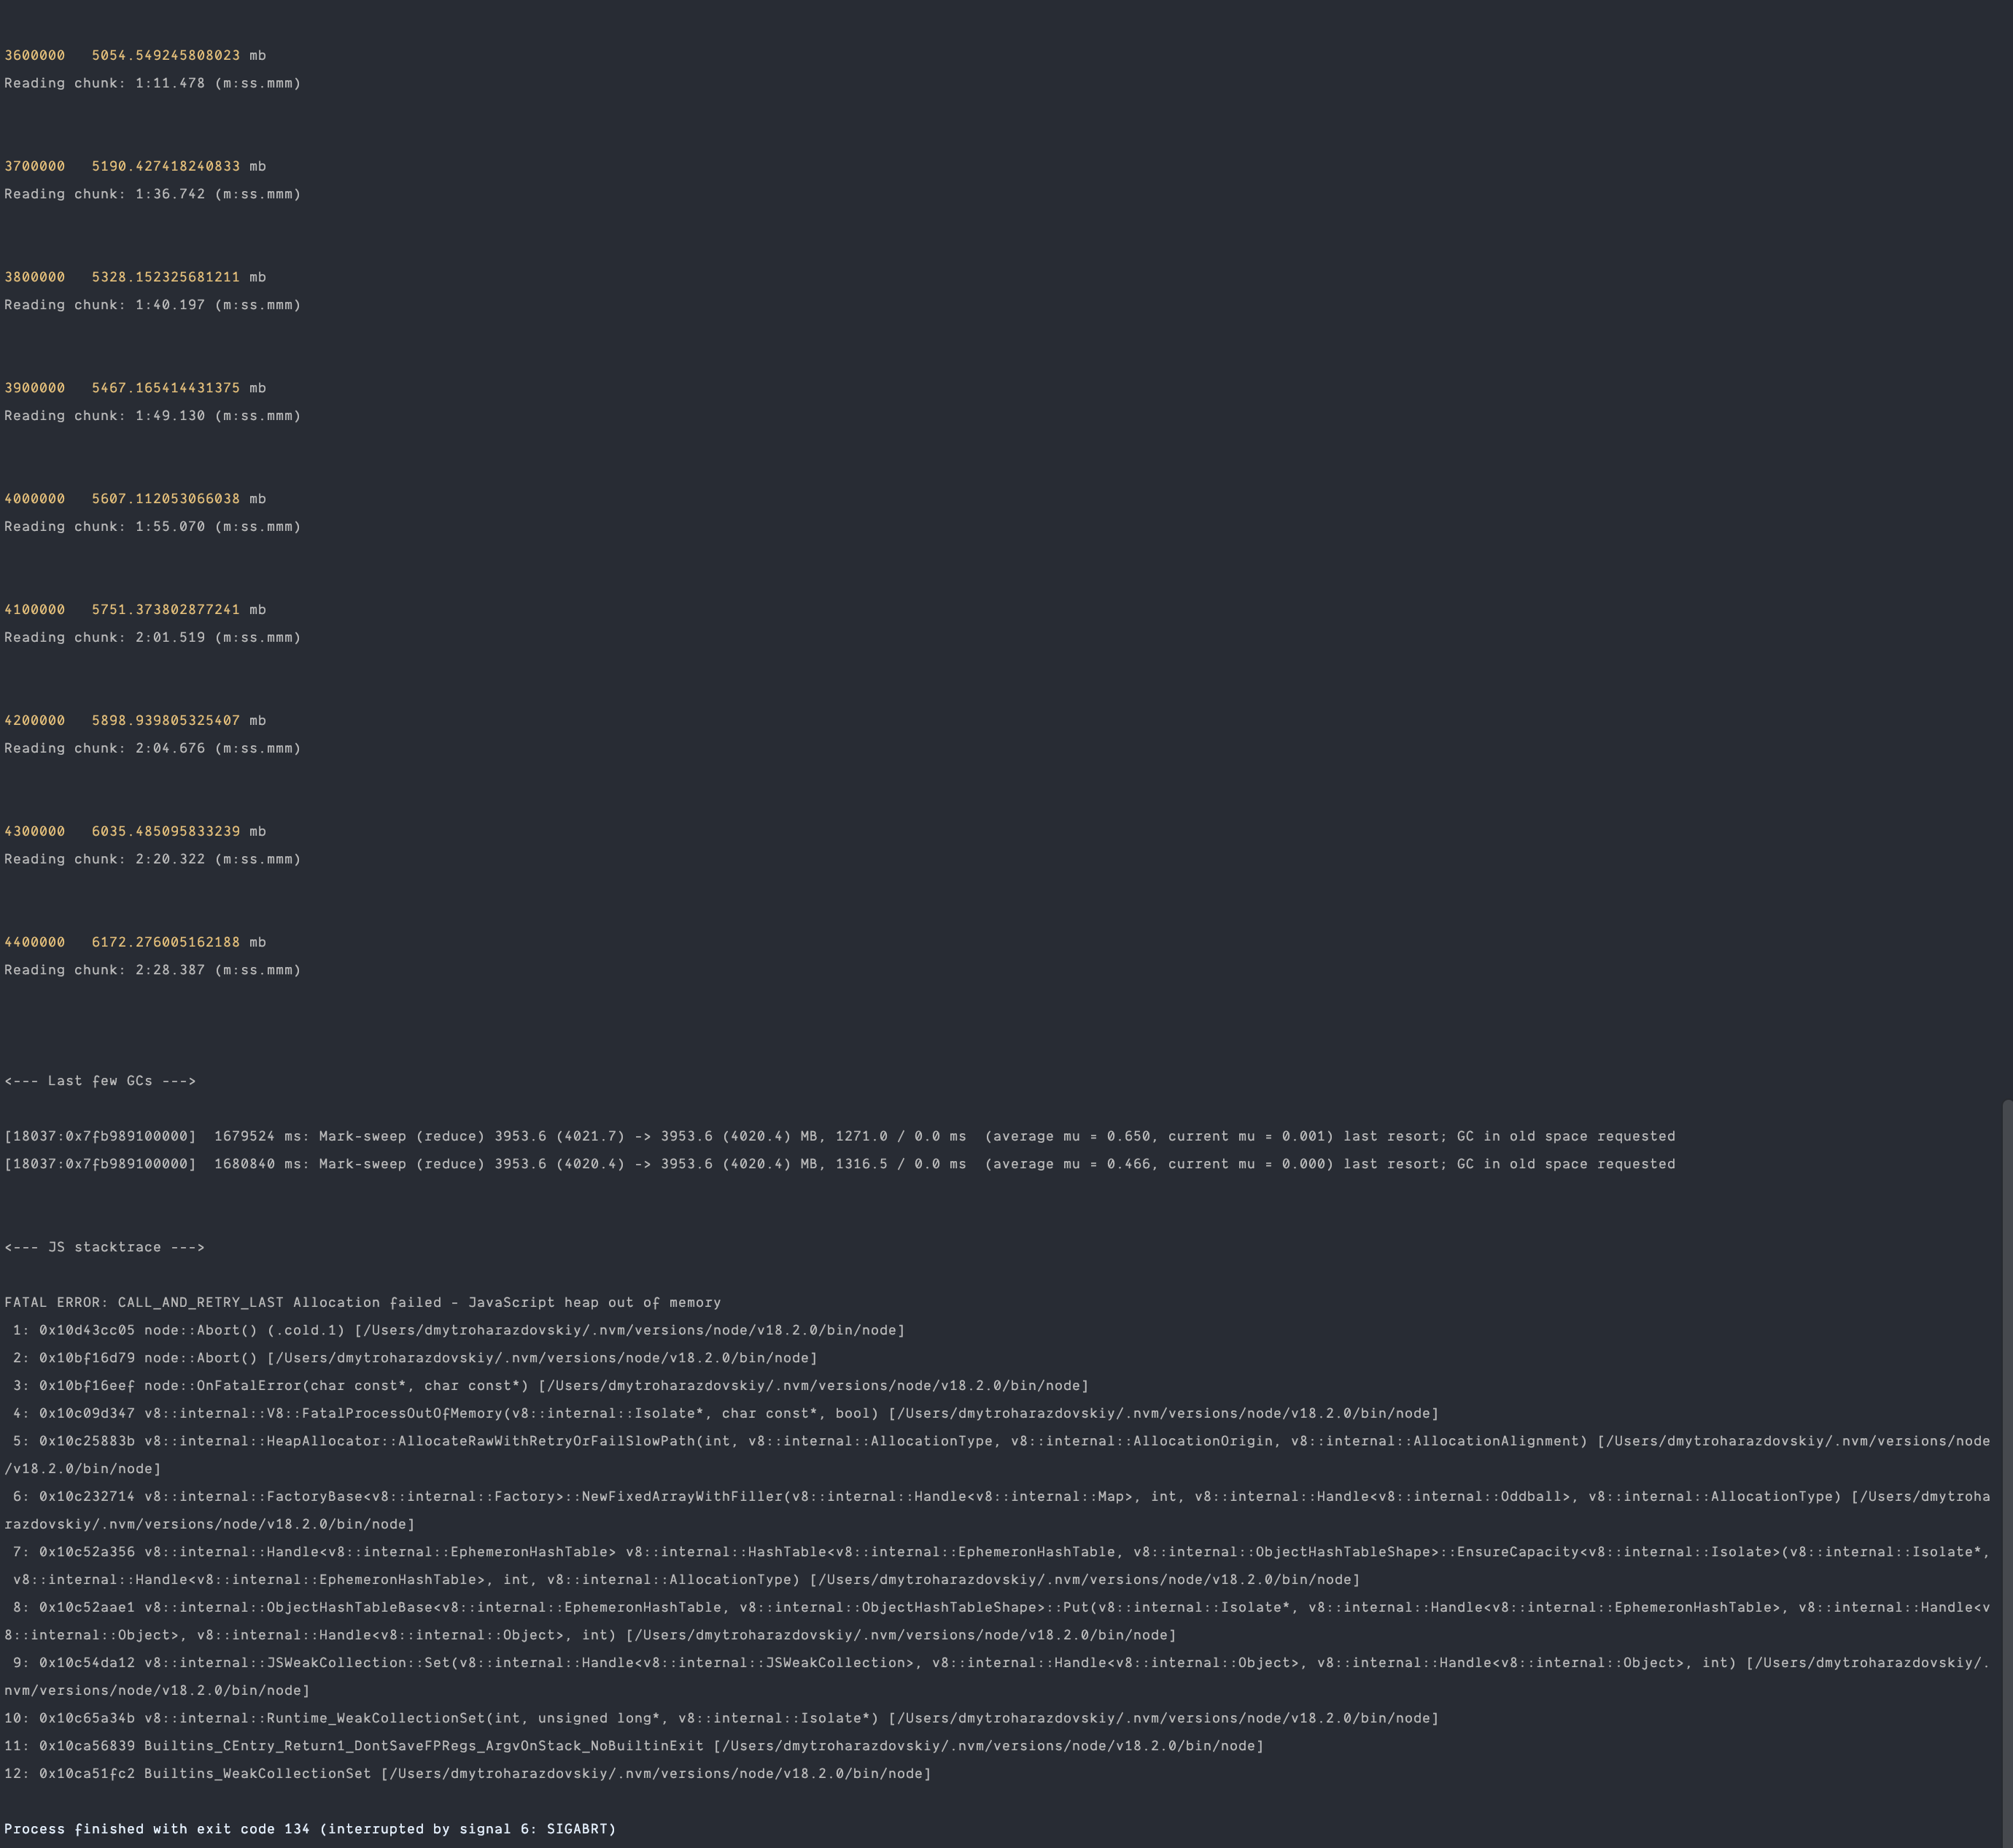 3600000   5054.549245808023 mb
Reading chunk: 1:11.478 (m:ss.mmm)
3700000   5190.427418240833 mb
Reading chunk: 1:36.742 (m:ss.mmm)
3800000   5328.152325681211 mb
Reading chunk: 1:40.197 (m:ss.mmm)
3900000   5467.165414431375 mb
Reading chunk: 1:49.130 (m:ss.mmm)
4000000   5607.112053066038 mb
Reading chunk: 1:55.070 (m:ss.mmm)
4100000   5751.373802877241 mb
Reading chunk: 2:01.519 (m:ss.mmm)
4200000   5898.939805325407 mb
Reading chunk: 2:04.676 (m:ss.mmm)
4300000   6035.485095833239 mb
Reading chunk: 2:20.322 (m:ss.mmm)
4400000   6172.276005162188 mb
Reading chunk: 2:28.387 (m:ss.mmm)
<--- Last few GCs --->
[18037:0x7fb989100000]  1679524 ms: Mark-sweep (reduce) 3953.6 (4021.7) -> 3953.6 (4020.4) MB, 1271.0 / 0.0 ms  (average mu = 0.650, current mu = 0.001) last resort; GC in old space requested
[18037:0x7fb989100000]  1680840 ms: Mark-sweep (reduce) 3953.6 (4020.4) -> 3953.6 (4020.4) MB, 1316.5 / 0.0 ms  (average mu = 0.466, current mu = 0.000) last resort; GC in old space requested
<--- JS stacktrace --->
FATAL ERROR: CALL_AND_RETRY_LAST Allocation failed - JavaScript heap out of memory
 1: 0x10d43cc05 node::Abort() (.cold.1) [/Users/dmytroharazdovskiy/.nvm/versions/node/v18.2.0/bin/node]
 2: 0x10bf16d79 node::Abort() [/Users/dmytroharazdovskiy/.nvm/versions/node/v18.2.0/bin/node]
 3: 0x10bf16eef node::OnFatalError(char const*, char const*) [/Users/dmytroharazdovskiy/.nvm/versions/node/v18.2.0/bin/node]
 4: 0x10c09d347 v8::internal::V8::FatalProcessOutOfMemory(v8::internal::Isolate*, char const*, bool) [/Users/dmytroharazdovskiy/.nvm/versions/node/v18.2.0/bin/node]
 5: 0x10c25883b v8::internal::HeapAllocator::AllocateRawWithRetryOrFailSlowPath(int, v8::internal::AllocationType, v8::internal::AllocationOrigin, v8::internal::AllocationAlignment) [/Users/dmytroharazdovskiy/.nvm/versions/node
/v18.2.0/bin/node]
 6: 0x10c232714 v8::internal::FactoryBase<v8::internal::Factory>::NewFixedArrayWithFiller(v8::internal::Handle<v8::internal::Map>, int, v8::internal::Handle<v8::internal::Oddball>, v8::internal::AllocationType) [/Users/dmytroha
razdovskiy/.nvm/versions/node/v18.2.0/bin/node]
 7: 0x10c52a356 v8::internal::Handle<v8::internal::EphemeronHashTable> v8::internal::HashTable<v8::internal::EphemeronHashTable, v8::internal::ObjectHashTableShape>::EnsureCapacity<v8::internal::Isolate>(v8::internal::Isolate*,
 v8::internal::Handle<v8::internal::EphemeronHashTable>, int, v8::internal::AllocationType) [/Users/dmytroharazdovskiy/.nvm/versions/node/v18.2.0/bin/node]
 8: 0x10c52aae1 v8::internal::ObjectHashTableBase<v8::internal::EphemeronHashTable, v8::internal::ObjectHashTableShape>::Put(v8::internal::Isolate*, v8::internal::Handle<v8::internal::EphemeronHashTable>, v8::internal::Handle<v
8::internal::Object>, v8::internal::Handle<v8::internal::Object>, int) [/Users/dmytroharazdovskiy/.nvm/versions/node/v18.2.0/bin/node]
 9: 0x10c54da12 v8::internal::JSWeakCollection::Set(v8::internal::Handle<v8::internal::JSWeakCollection>, v8::internal::Handle<v8::internal::Object>, v8::internal::Handle<v8::internal::Object>, int) [/Users/dmytroharazdovskiy/.
nvm/versions/node/v18.2.0/bin/node]
10: 0x10c65a34b v8::internal::Runtime_WeakCollectionSet(int, unsigned long*, v8::internal::Isolate*) [/Users/dmytroharazdovskiy/.nvm/versions/node/v18.2.0/bin/node]
11: 0x10ca56839 Builtins_CEntry_Return1_DontSaveFPRegs_ArgvOnStack_NoBuiltinExit [/Users/dmytroharazdovskiy/.nvm/versions/node/v18.2.0/bin/node]
12: 0x10ca51fc2 Builtins_WeakCollectionSet [/Users/dmytroharazdovskiy/.nvm/versions/node/v18.2.0/bin/node]
Process finished with exit code 134 (interrupted by signal 6: SIGABRT)